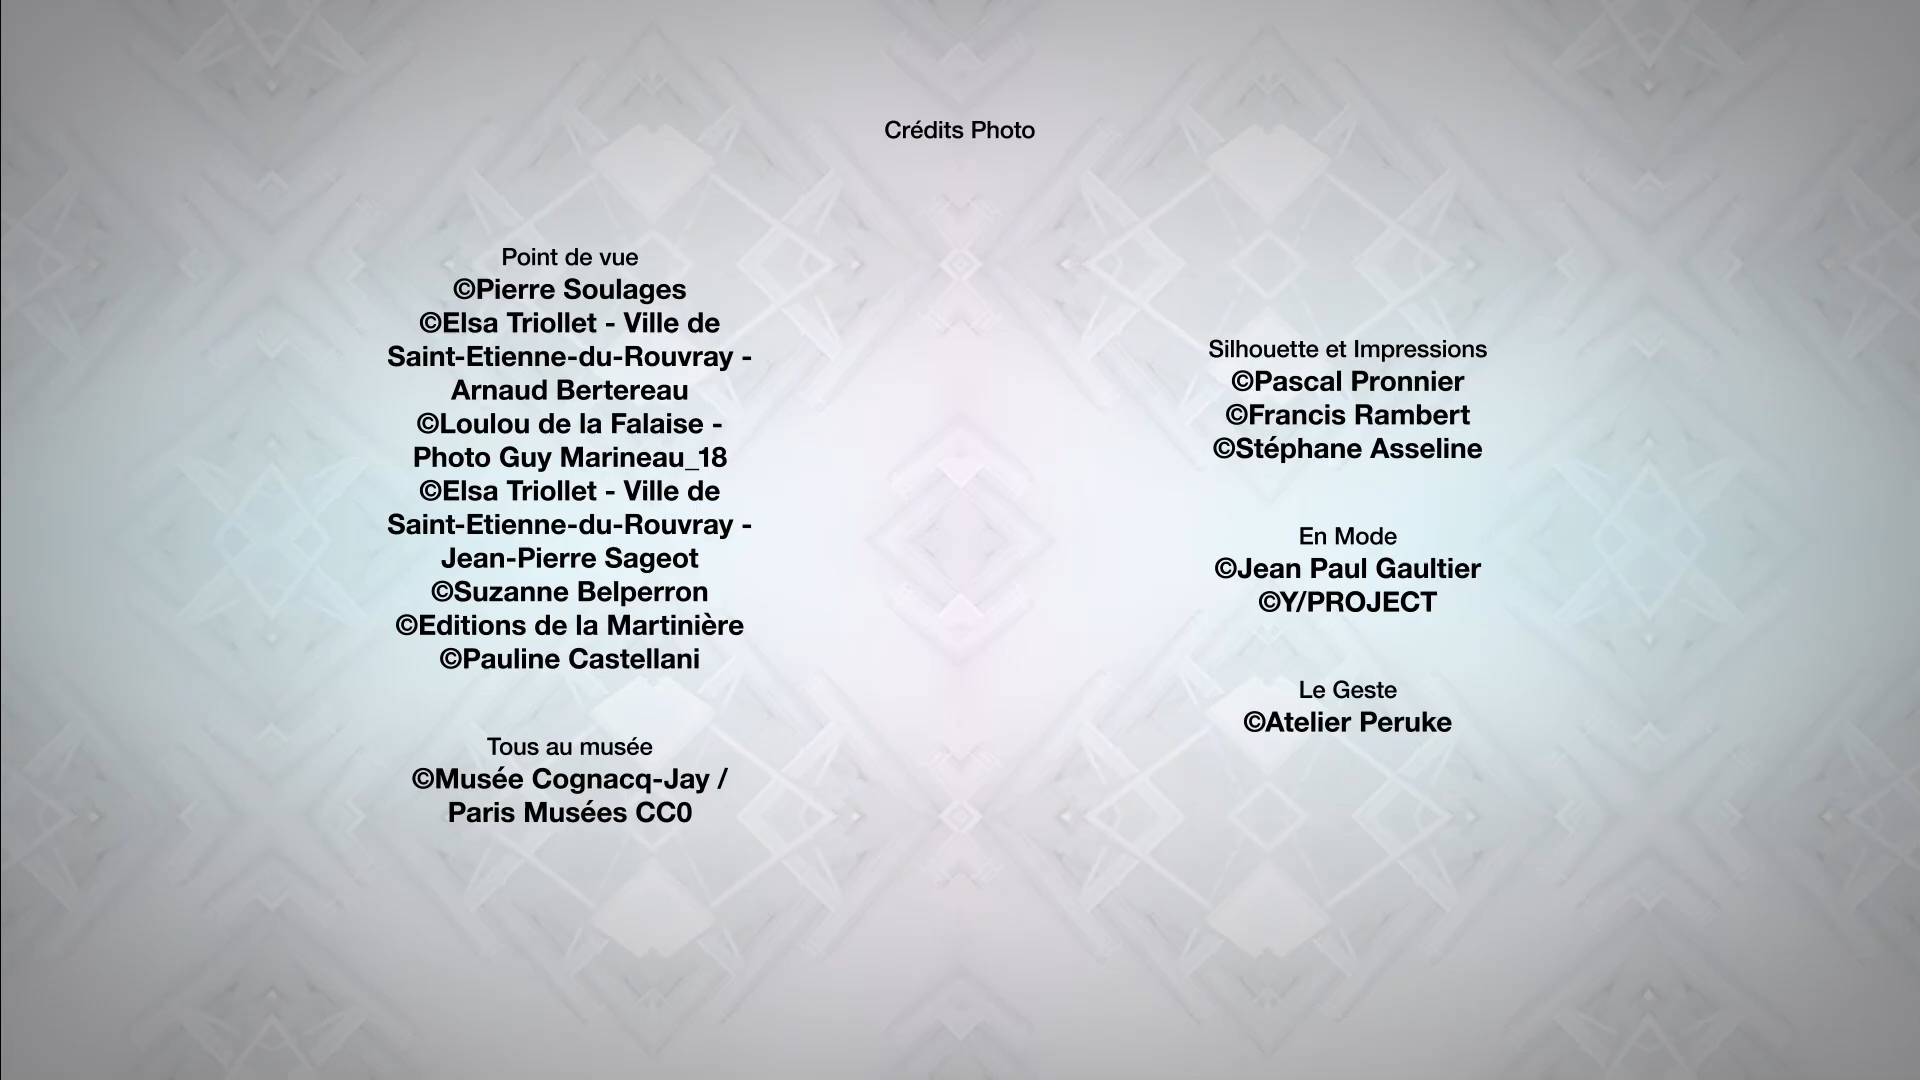 Crédits Photo
Point de vue
©Pierre Soulages
©Elsa Triollet - Ville de
Saint-Etienne-du-Rouvray -
Arnaud Bertereau
©Loulou de la Falaise -
Photo Guy Marineau_18
©Elsa Triollet - Ville de
Saint-Etienne-du-Rouvray -
Jean-Pierre Sageot
©Suzanne Belperron
©Editions de la Martinière
©Pauline Castellani
Tous au musée
©Musée Cognacq-Jay /
Paris Musées CC0
Silhouette et Impressions
©Pascal Pronnier
©Francis Rambert
©Stéphane Asseline
En Mode
©Jean Paul Gaultier
©Y/PROJECT
Le Geste
©Atelier Peruke